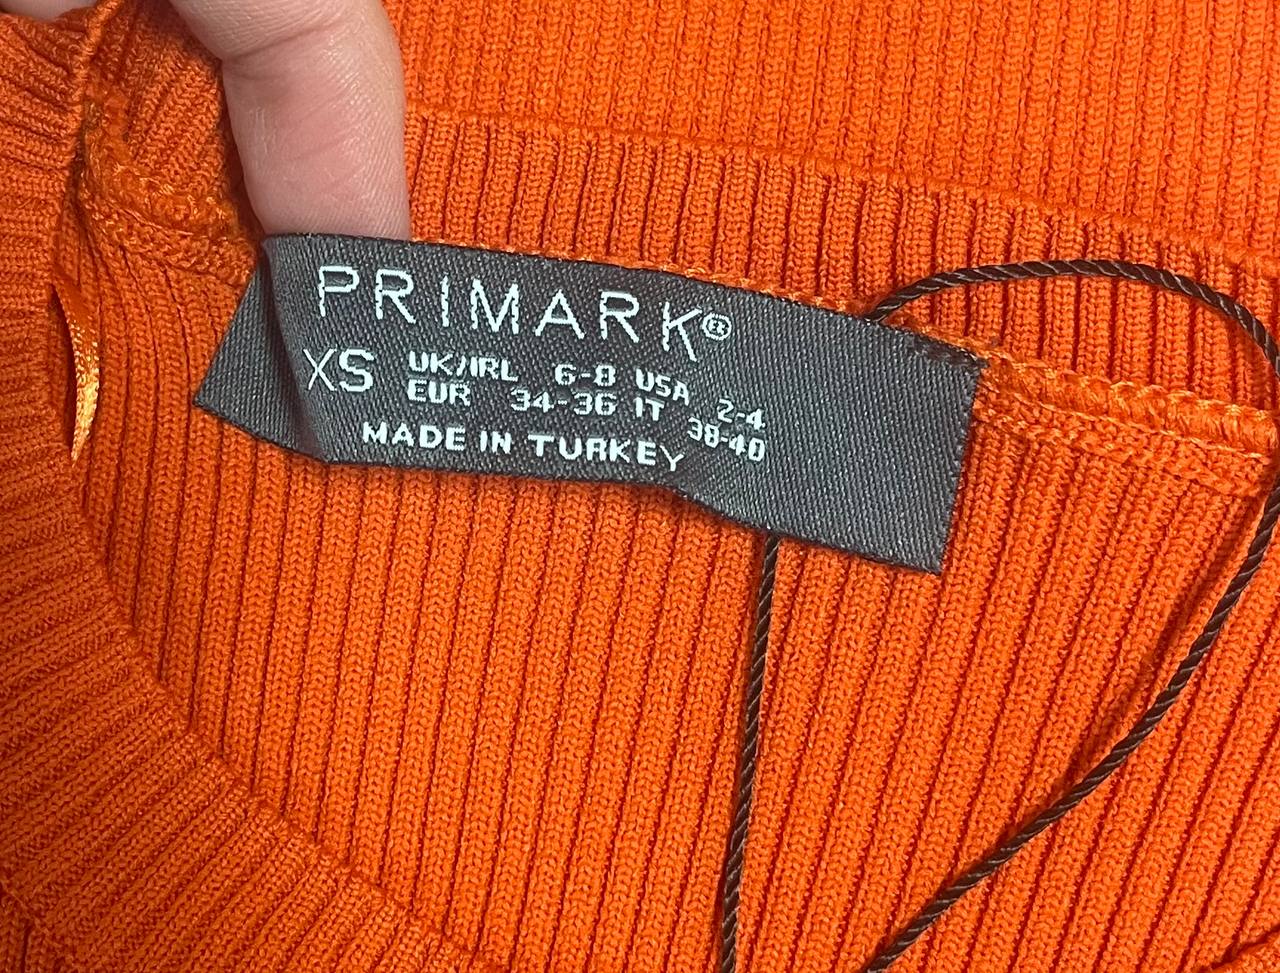 PRIMARK®
XS UK/IRL 6-8 USA 2-4
EUR 34-36 IT 38-40
MADE IN TURKEY